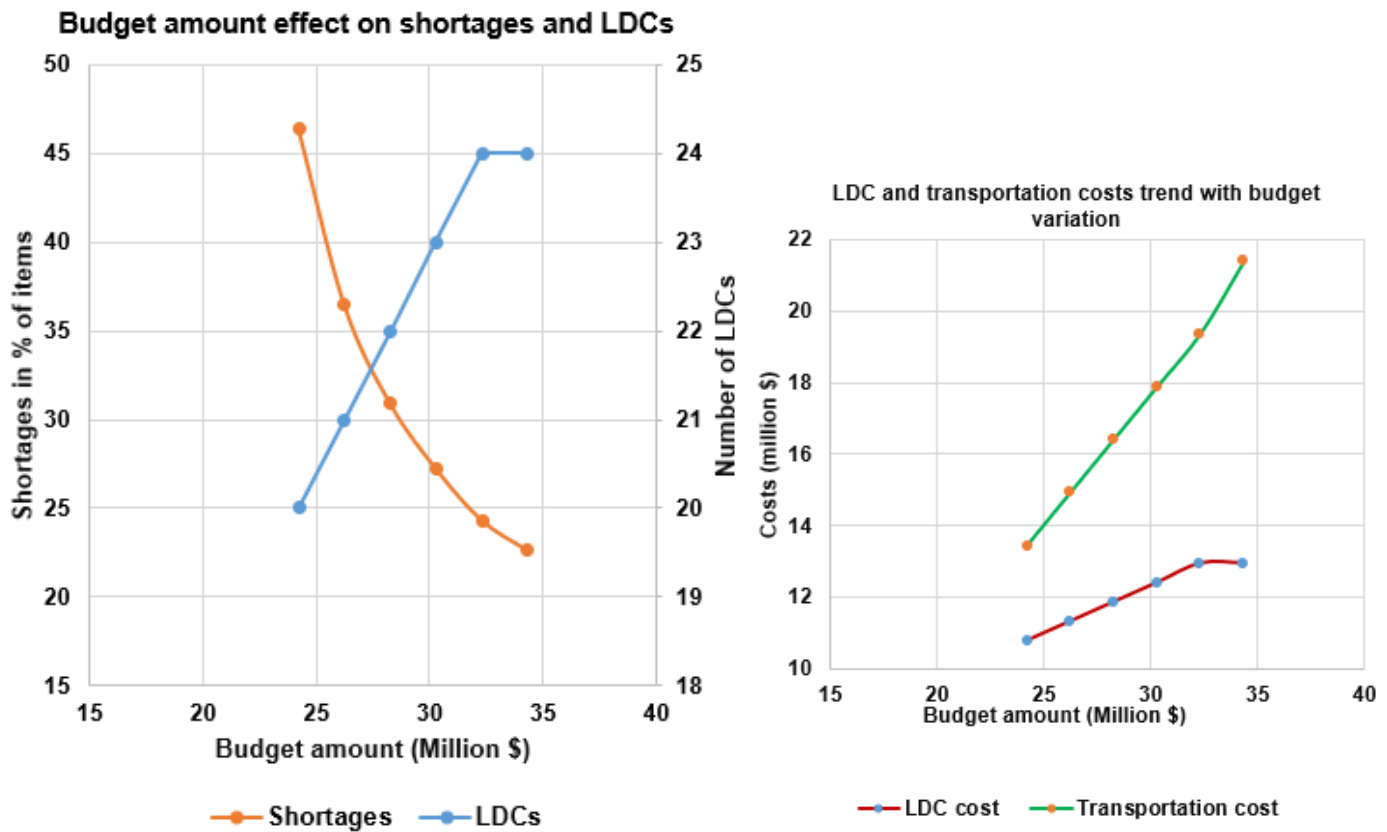 Budget amount effect on shortages and LDCs
50
45
40
35
30
25
20
15
Shortages in % of items
25
24
23
22
21
20
19
18
Number of LDCs
15 20 25 30 35 40
Budget amount (Million $)
Shortages LDCs
LDC and transportation costs trend with budget
variation
22
20
18
16
14
12
10
Costs (million $)
15 20 25 30 35 40
Budget amount (Million $)
LDC cost Transportation cost